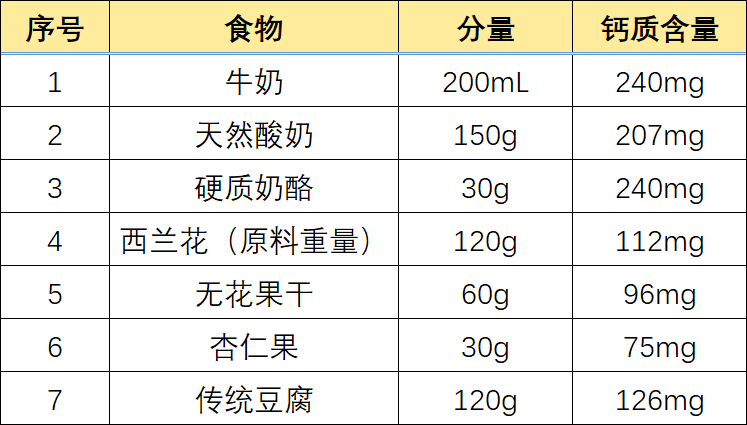 序号 食物 分量 钙质含量
1 牛奶 200mL 240mg
2 天然酸奶 150g 207mg
3 硬质奶酪 30g 240mg
4 西兰花（原料重量） 120g 112mg
5 无花果干 60g 96mg
6 杏仁果 30g 75mg
7 传统豆腐 120g 126mg